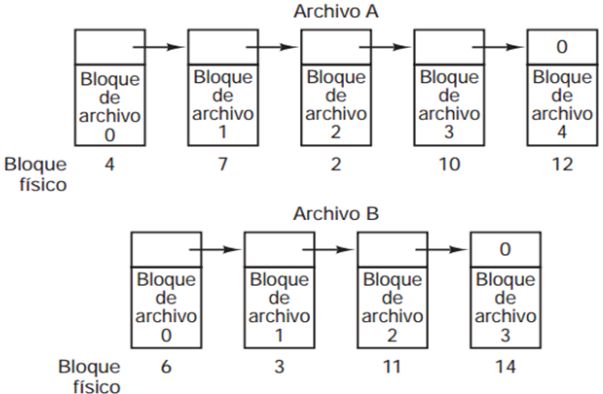 Archivo A
0
Bloque de archivo 0
Bloque de archivo 1
Bloque de archivo 2
Bloque de archivo 3
Bloque de archivo 4
Bloque físico 4 7 2 10 12
Archivo B
0
Bloque de archivo 0
Bloque de archivo 1
Bloque de archivo 2
Bloque de archivo 3
Bloque físico 6 3 11 14